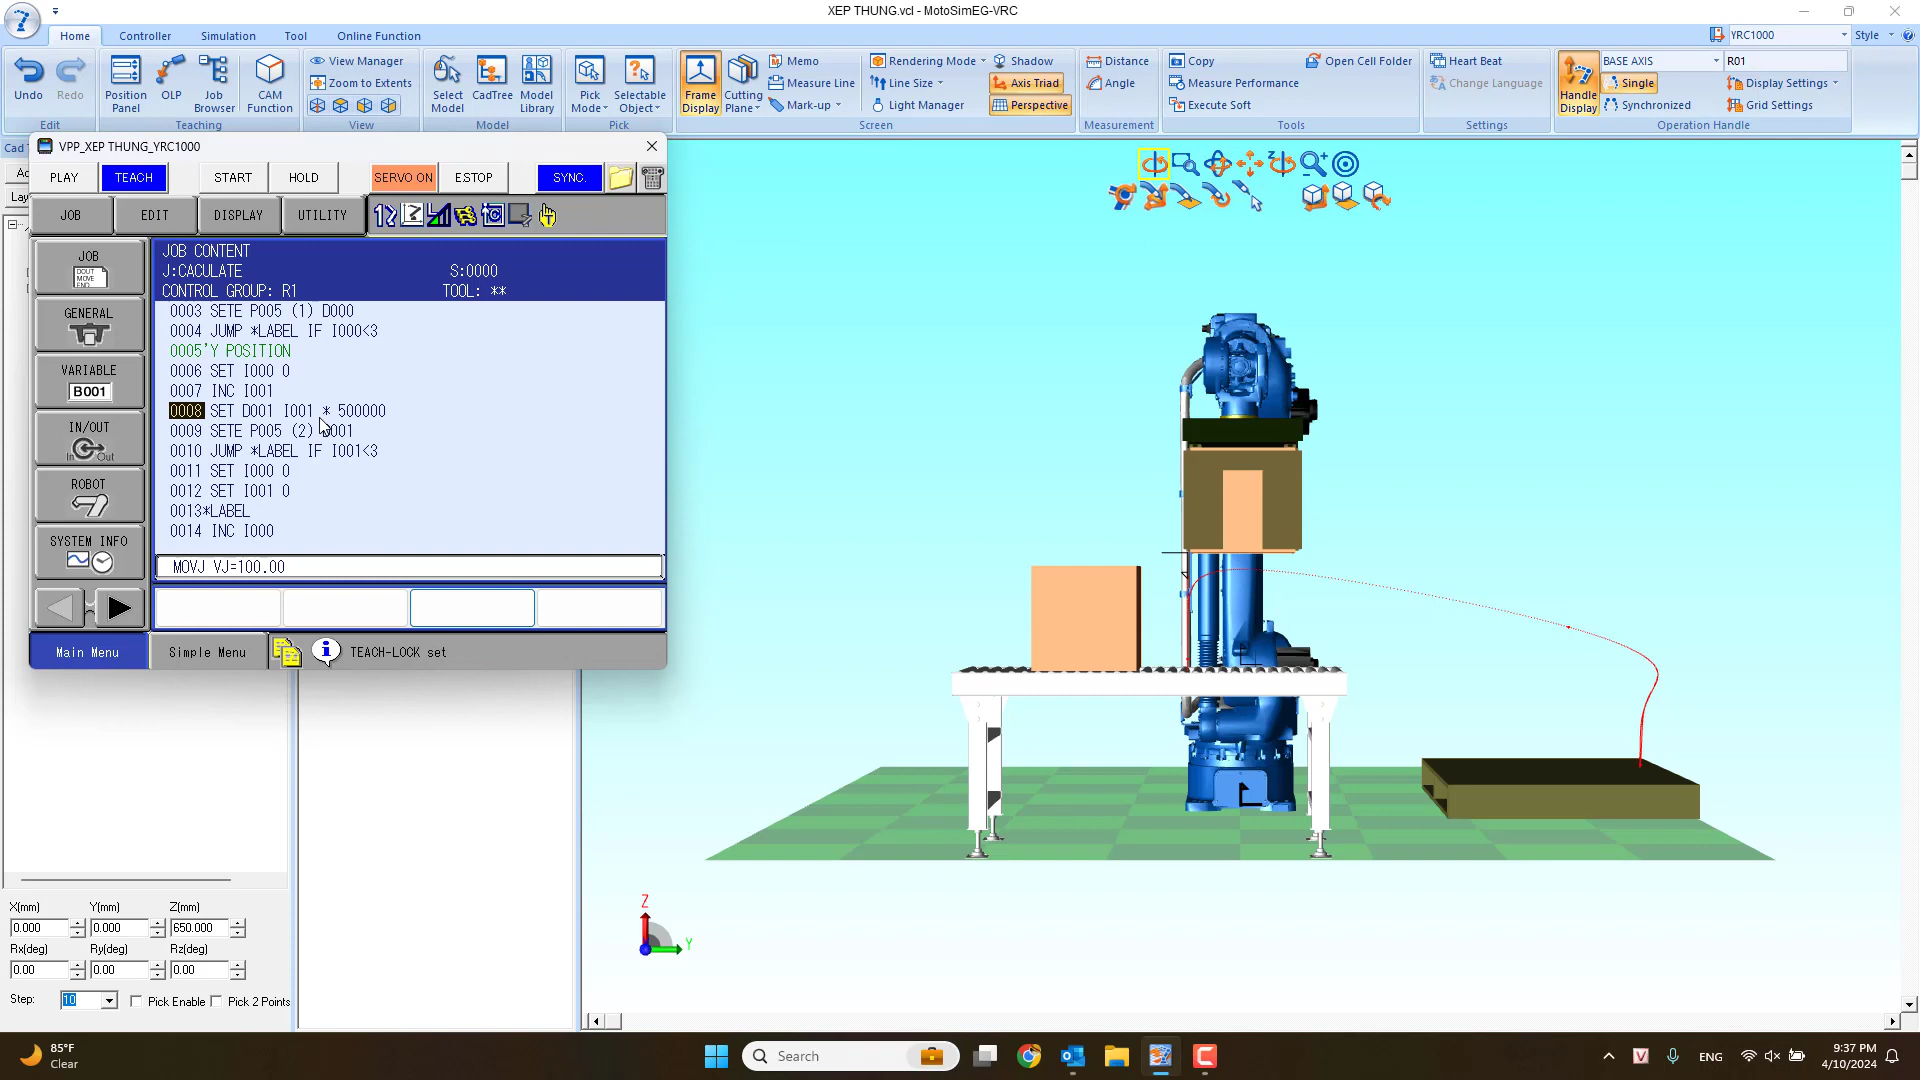 XEP THUNG.vcl - MotoSimEG-VRC
Home
Controller
Simulation
Tool
Online Function
YRC1000
Style
Undo
Redo
Edit
Position Panel
OLP
Job Browser
CAM Function
Teaching
View Manager
Zoom to Extents
View
Select Model
CadTree
Model Library
Model
Pick Mode
Selectable Object
Pick
Frame Display
Cutting Plane
Memo
Measure Line
Mark-up
Rendering Mode
Line Size
Light Manager
Shadow
Axis Triad
Perspective
Screen
Distance
Angle
Measurement
Copy
Measure Performance
Execute Soft
Open Cell Folder
Tools
Heart Beat
Change Language
Settings
Handle Display
BASE AXIS
R01
Single
Synchronized
Display Settings
Grid Settings
Operation Handle
Cad T
Ad
Lay
VPP_XEP THUNG_YRC1000
PLAY
TEACH
START
HOLD
SERVO ON
E.STOP
SYNC.
JOB
EDIT
DISPLAY
UTILITY
JOB
DOUT
MOVE
END
GENERAL
VARIABLE
B001
IN/OUT
In Out
ROBOT
SYSTEM INFO
JOB CONTENT
J:CACULATE S:0000
CONTROL GROUP: R1 TOOL: **
0003 SETE P005 (1) D000
0004 JUMP *LABEL IF I000<3
0005'Y POSITION
0006 SET I000 0
0007 INC I001
0008 SET D001 I001 * 500000
0009 SETE P005 (2) D001
0010 JUMP *LABEL IF I001<3
0011 SET I000 0
0012 SET I001 0
0013*LABEL
0014 INC I000
MOVJ VJ=100.00
Main Menu
Simple Menu
TEACH-LOCK set
X(mm) Y(mm) Z(mm)
0.000 0.000 650.000
Rx(deg) Ry(deg) Rz(deg)
0.00 0.00 0.00
Step: 10 Pick Enable Pick 2 Points
Z
Y
85°F
Clear
Search
V
ENG
9:37 PM
4/10/2024